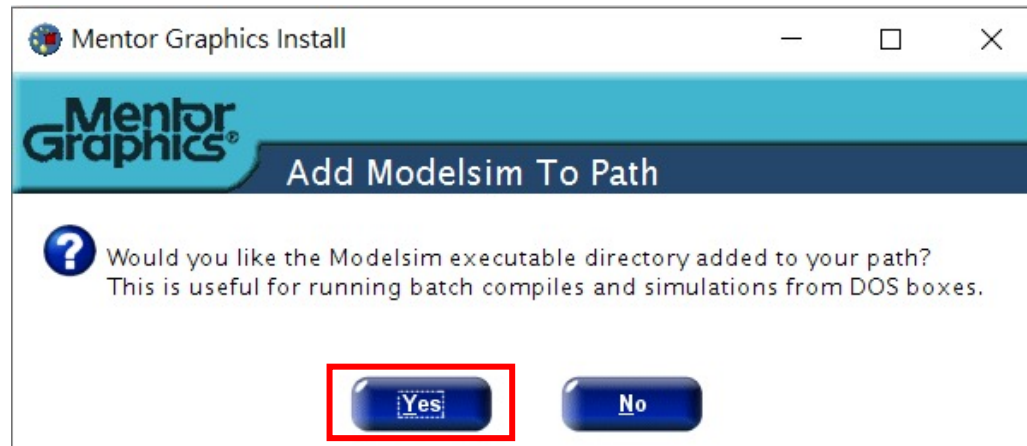 Mentor Graphics Install
Mentor
Graphics®
Add Modelsim To Path
Would you like the Modelsim executable directory added to your path?
This is useful for running batch compiles and simulations from DOS boxes.
Yes No